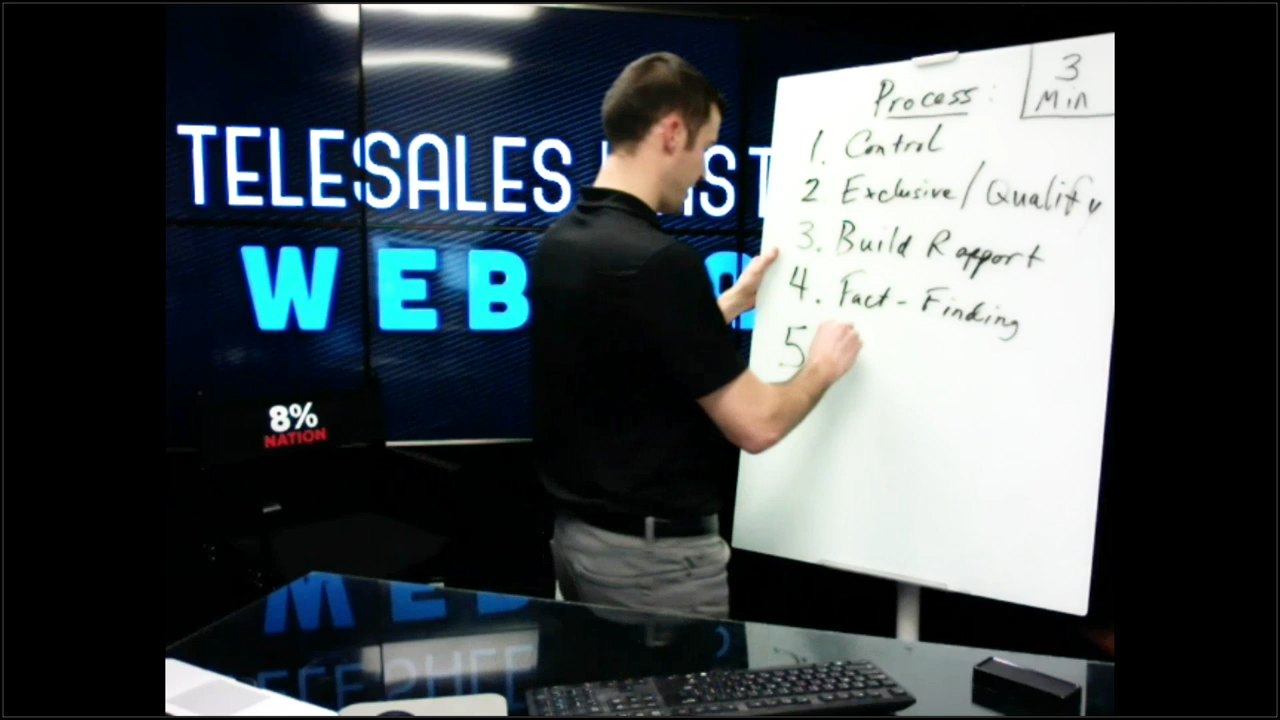 TELESALES
WEB
8%
NATION
Process:
3
Min
1. Control
2 Exclusive/Qualify
3. Build Rapport
4. Fact-Finding
5
WEB